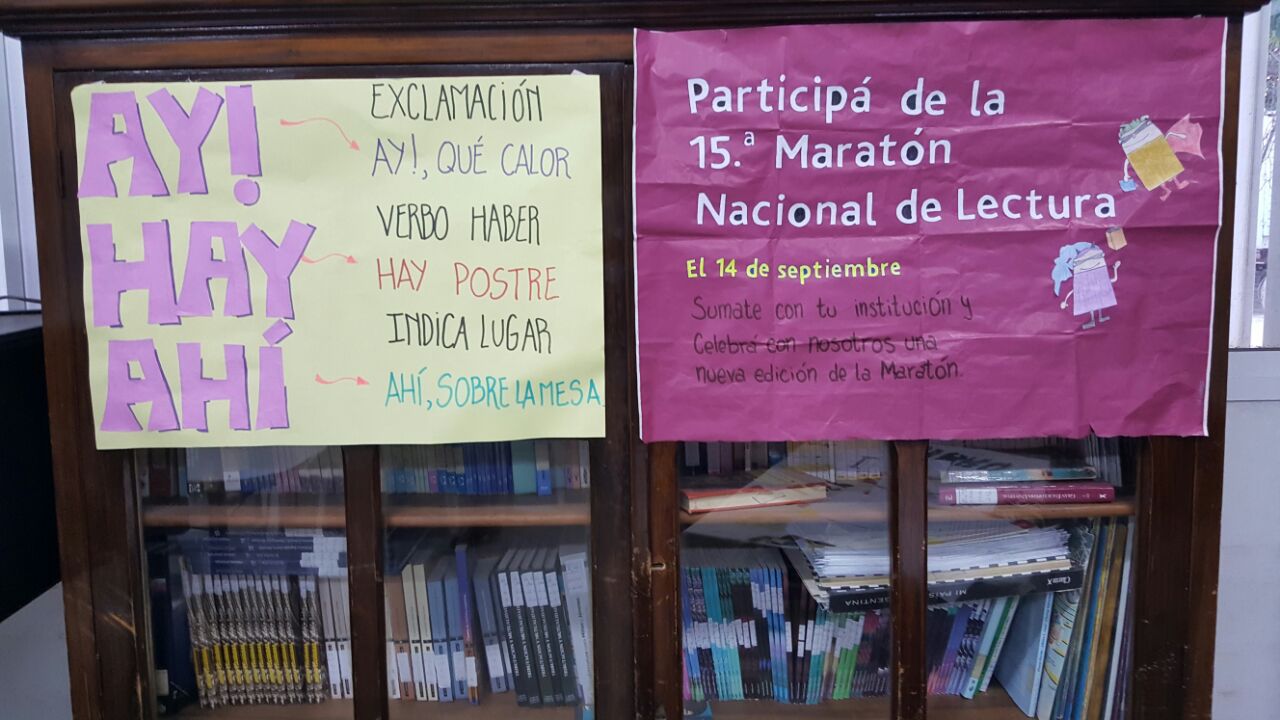 AY!
EXCLAMACIÓN
AY!, QUÉ CALOR
HAY
VERBO HABER
HAY POSTRE
AHÍ
INDICA LUGAR
AHÍ, SOBRE LA MESA.
Participá de la
15.ª Maratón
Nacional de Lectura
El 14 de septiembre
Sumate con tu institución y
Celebrá con nosotros una
nueva edición de la Maratón.
MI PAÍS